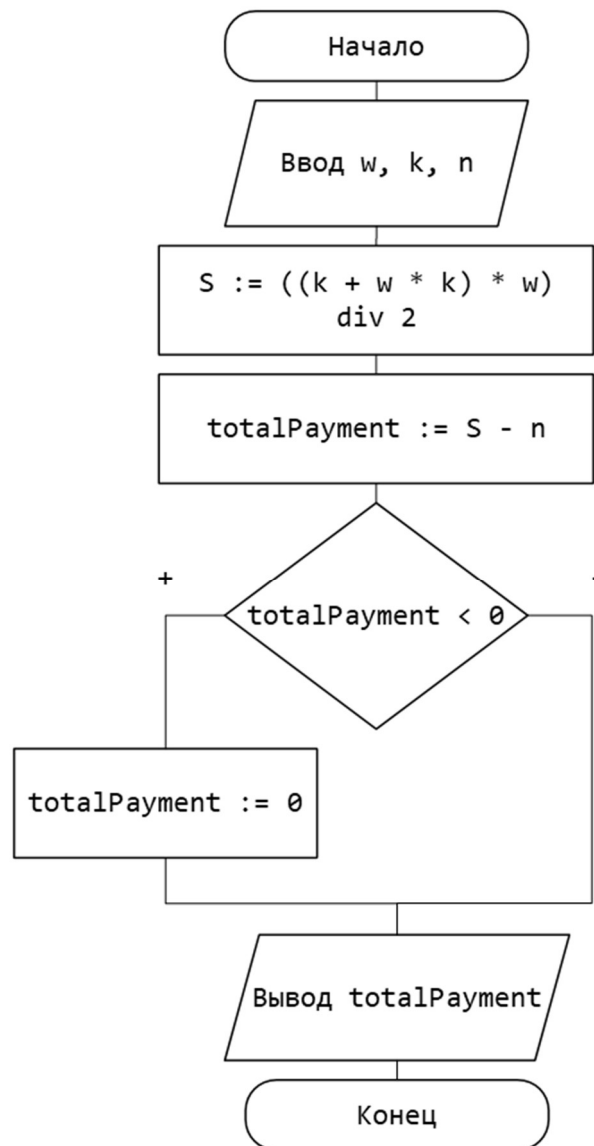 Начало
Ввод w, k, n
S := ((k + w * k) * w)
div 2
totalPayment := S - n
+
-
totalPayment < 0
totalPayment := 0
Вывод totalPayment
Конец